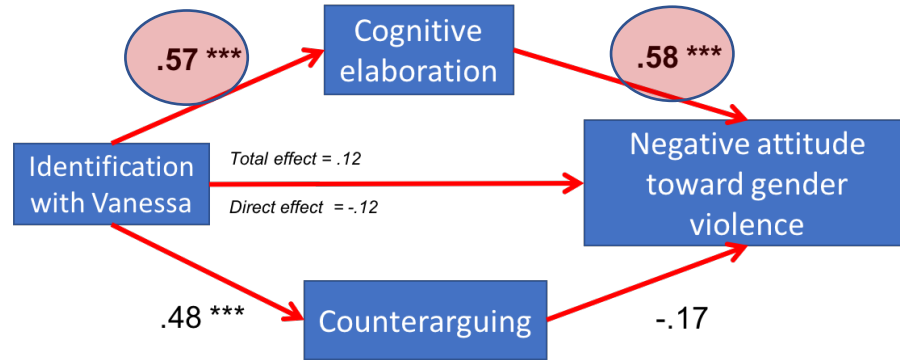 Cognitive
elaboration
.57 ***
.58 ***
Identification
with Vanessa
Total effect = .12
Direct effect = -.12
Negative attitude
toward gender
violence
.48 ***
Counterarguing
-.17